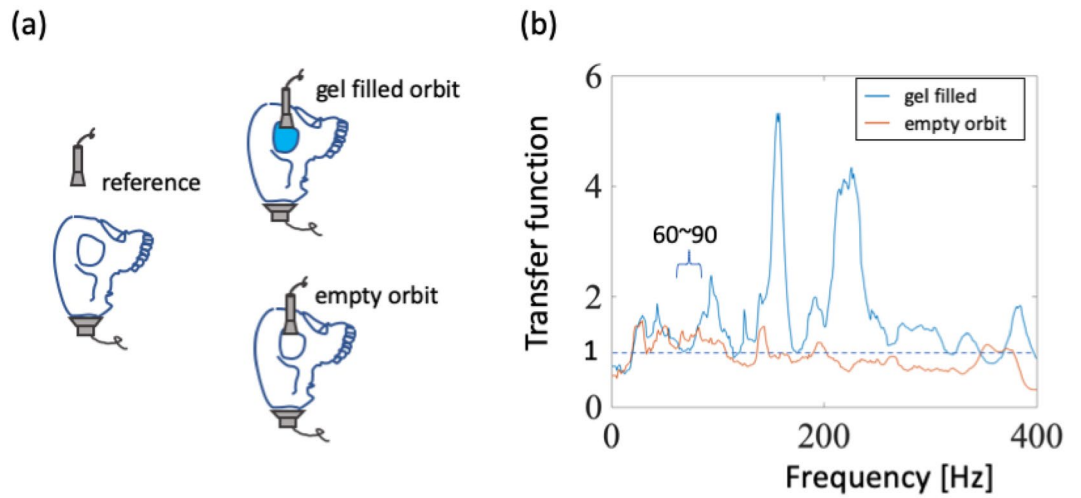 (a)
reference
gel filled orbit
empty orbit
(b)
Transfer function
6
4
2
1
0
60~90
gel filled
empty orbit
0
200
400
Frequency [Hz]